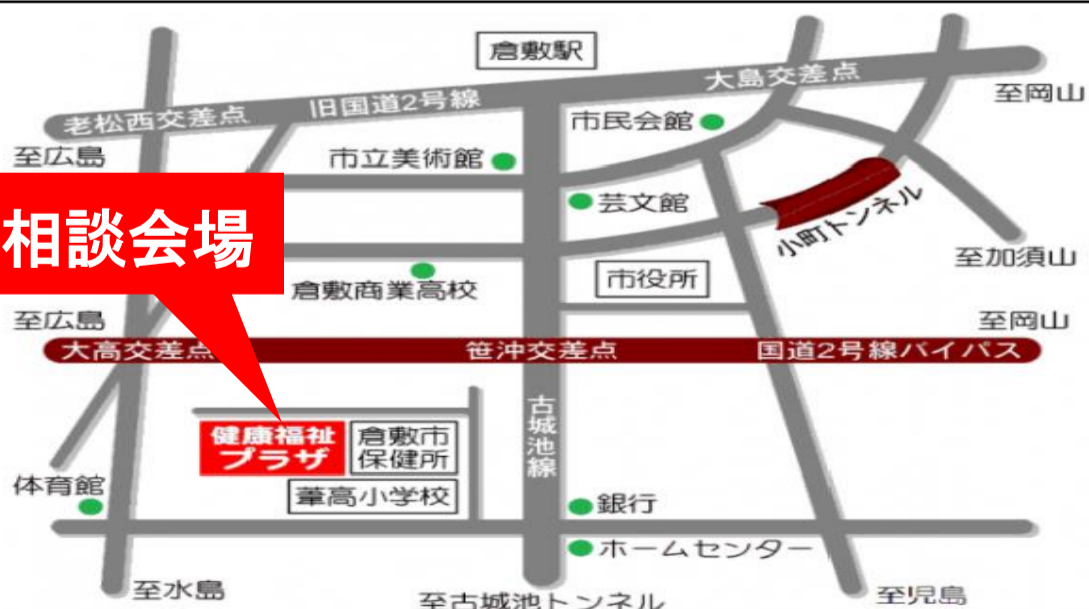 倉敷駅
大島交差点
至岡山
旧国道2号線
老松西交差点
市民会館
至広島
市立美術館
芸文館
小町トンネル
相談会場
至加須山
市役所
倉敷商業高校
至広島
至岡山
大高交差点
笹沖交差点
国道2号線バイパス
古城池線
健康福祉
プラザ
倉敷市
保健所
葦高小学校
体育館
銀行
ホームセンター
至水島
至古城池トンネル
至児島